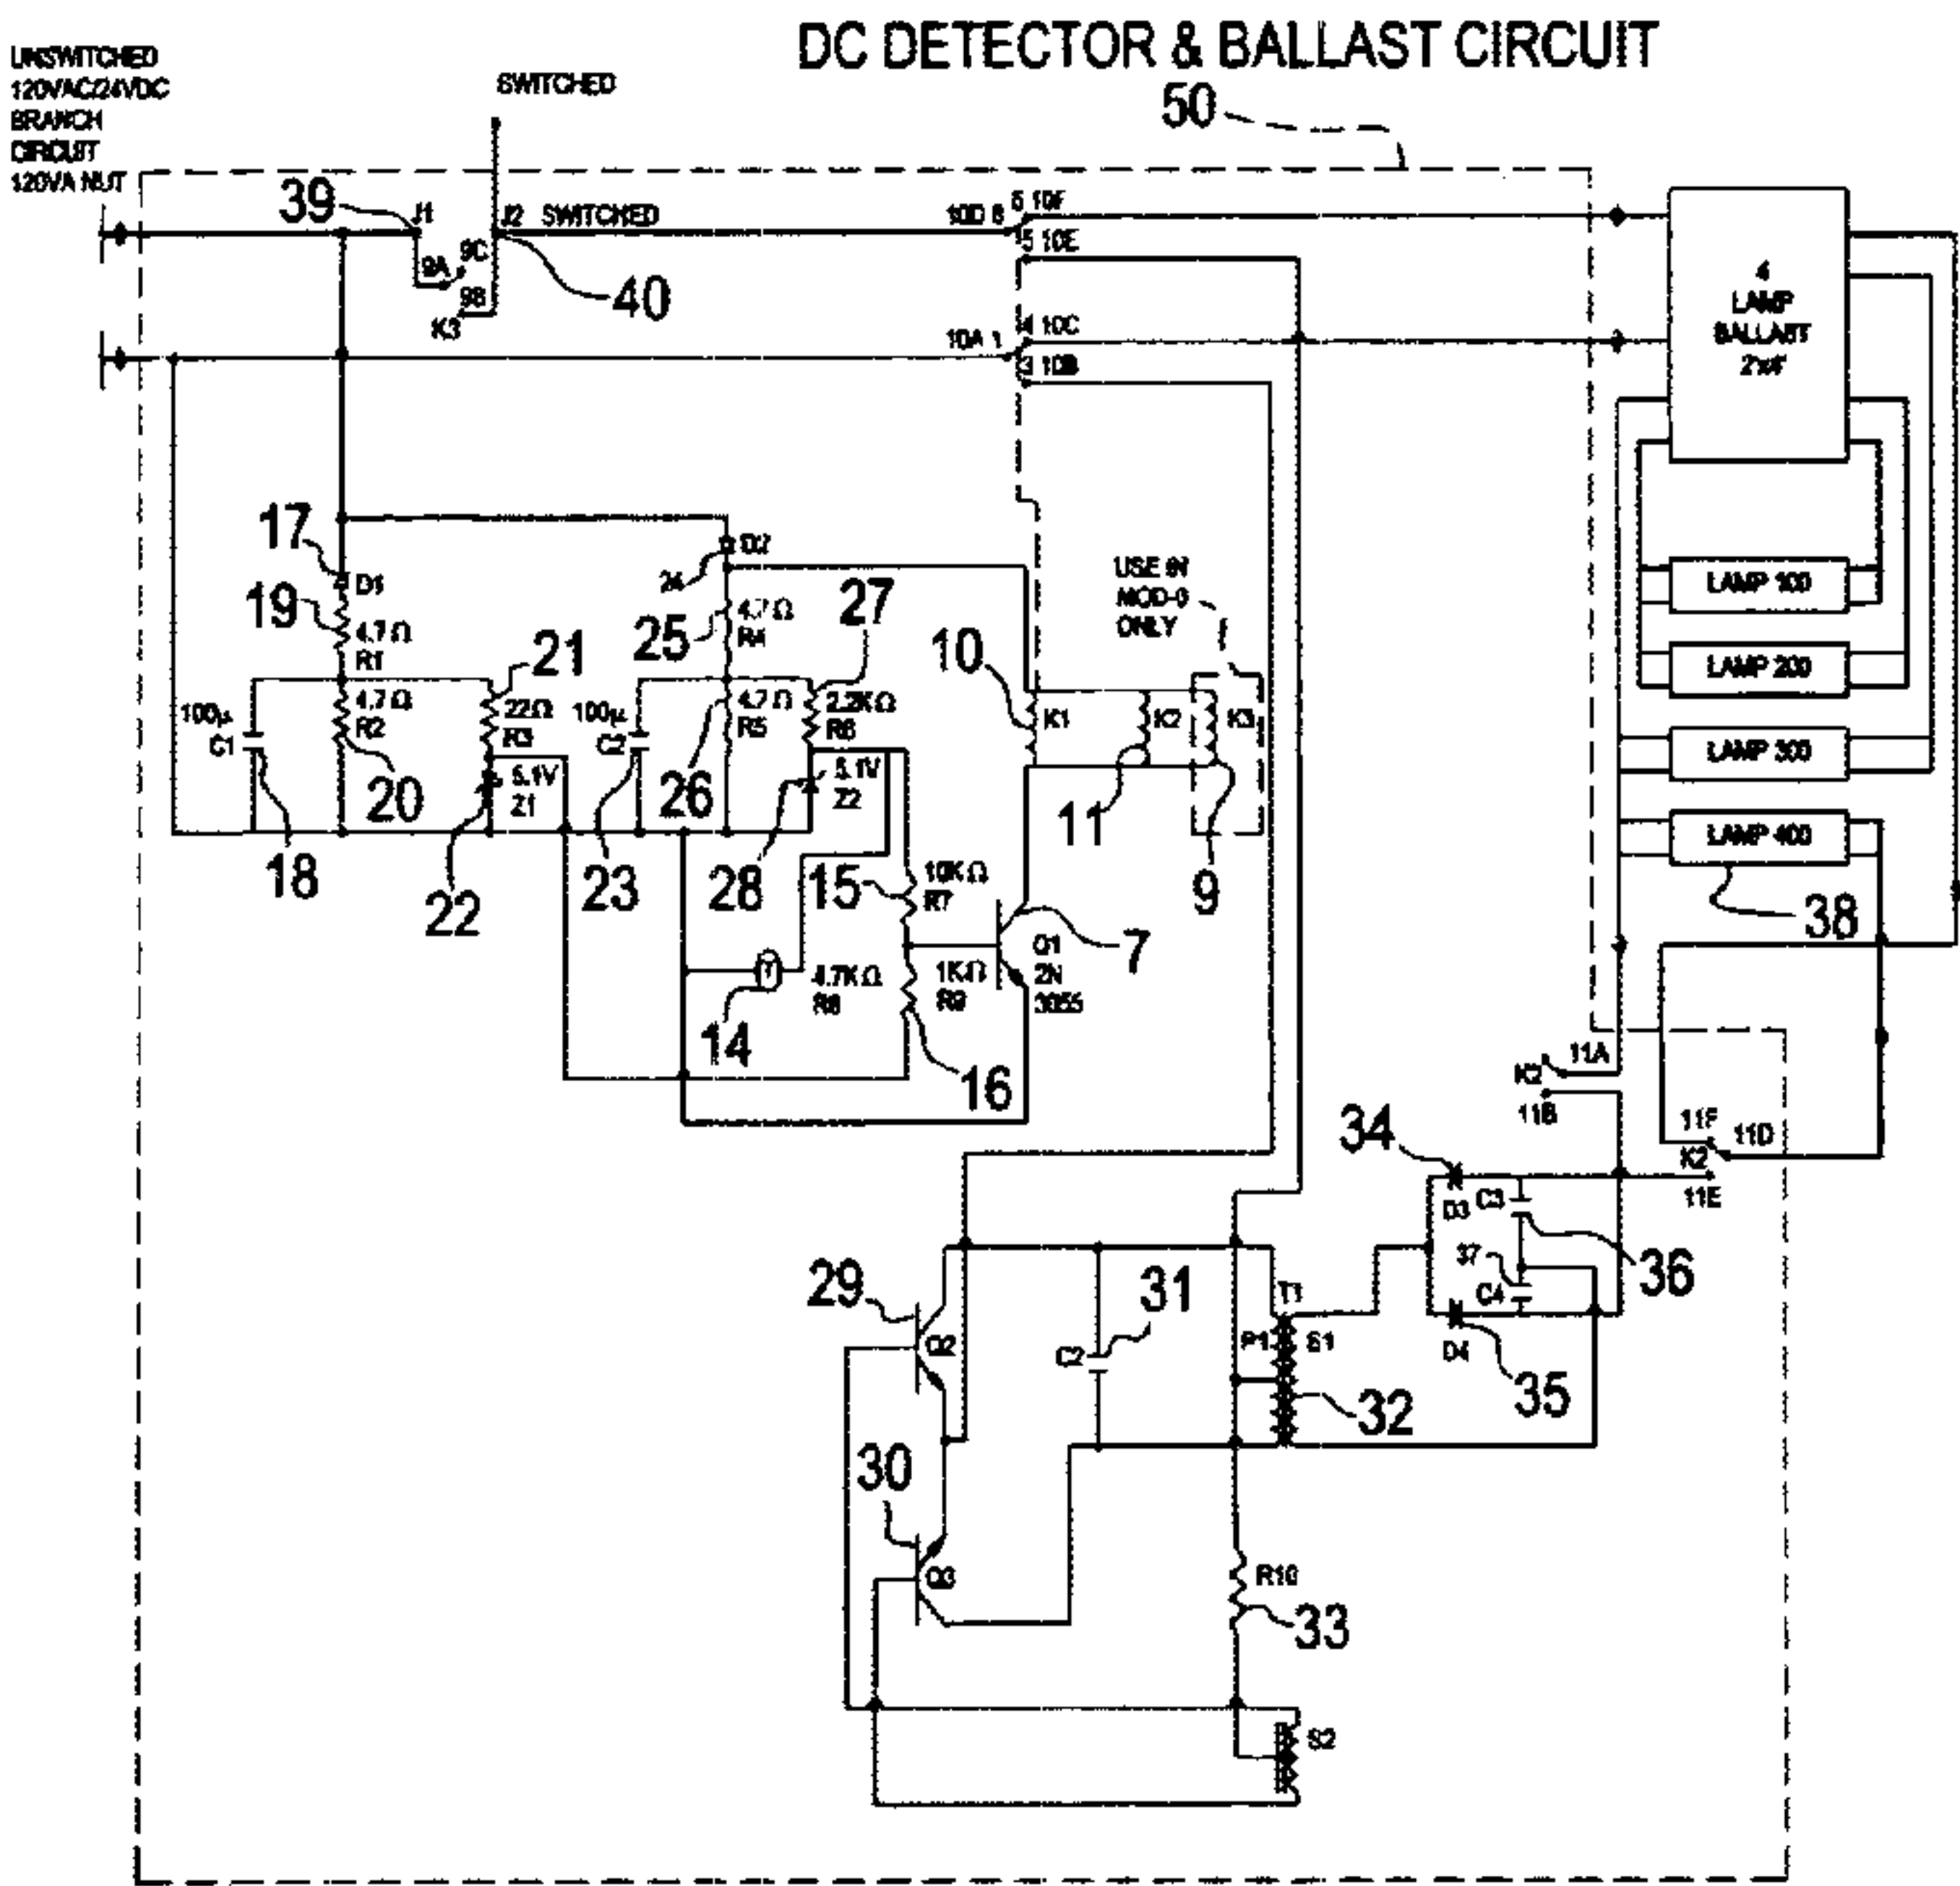 DC DETECTOR & BALLAST CIRCUIT
UNSWITCHED
120VAC/24VDC
BRANCH
CIRCUIT
120VA NUT
SWITCHED
50
39
J1
J2 SWITCHED
9A
9C
9B
K3
40
10D 6
6 10F
5 10E
4 10C
10A 1
3 10B
4
LAMP
BALLAST
2'x4'
17
D1
19
4.7Ω
R1
D2
24
25
4.7Ω
R4
27
USE IN
MOD-0
ONLY
10
LAMP 100
LAMP 200
LAMP 300
LAMP 400
21
100µ
C1
4.7Ω
R2
22Ω
R3
100µ
C2
4.7Ω
R5
2.2KΩ
R6
K1
K2
K3
20
5.1V
Z1
26
5.1V
Z2
11
18
22
23
28
15
10KΩ
R7
9
38
7
Q1
2N
3055
4.7KΩ
R8
1KΩ
R9
14
16
K2
11A
11B
34
11F
11D
K2
11E
D3
C3
29
Q2
31
C2
T1
P1
S1
37
C4
36
D4
35
32
30
Q3
R10
33
S2